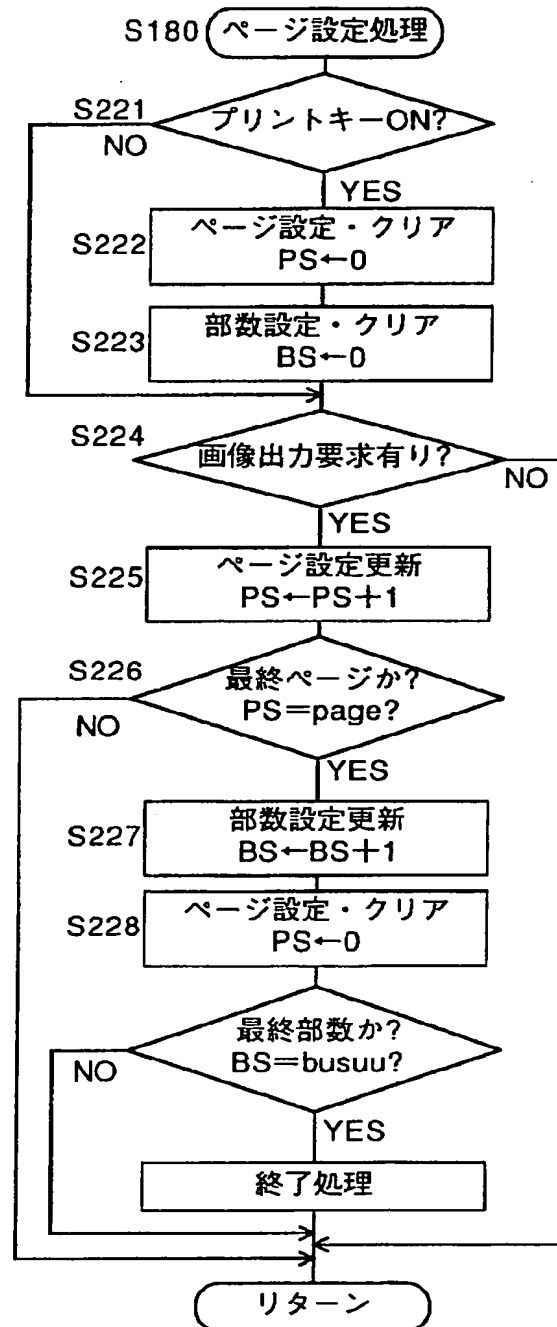 S180
ページ設定処理
S221
プリントキーON?
NO
YES
S222
ページ設定・クリア
PS←0
S223
部数設定・クリア
BS←0
S224
画像出力要求有り?
NO
YES
S225
ページ設定更新
PS←PS+1
S226
最終ページか?
PS=page?
NO
YES
S227
部数設定更新
BS←BS+1
S228
ページ設定・クリア
PS←0
最終部数か?
BS=busuu?
NO
YES
終了処理
リターン